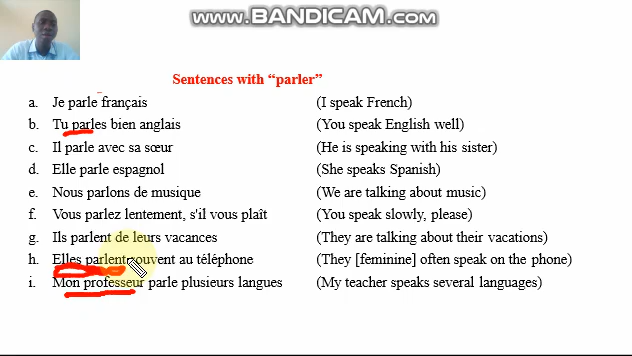 www.BANDICAM.com
Sentences with “parler”
a. Je parle français (I speak French)
b. Tu parles bien anglais (You speak English well)
c. Il parle avec sa sœur (He is speaking with his sister)
d. Elle parle espagnol (She speaks Spanish)
e. Nous parlons de musique (We are talking about music)
f. Vous parlez lentement, s'il vous plaît (You speak slowly, please)
g. Ils parlent de leurs vacances (They are talking about their vacations)
h. Elles parlent souvent au téléphone (They [feminine] often speak on the phone)
i. Mon professeur parle plusieurs langues (My teacher speaks several languages)